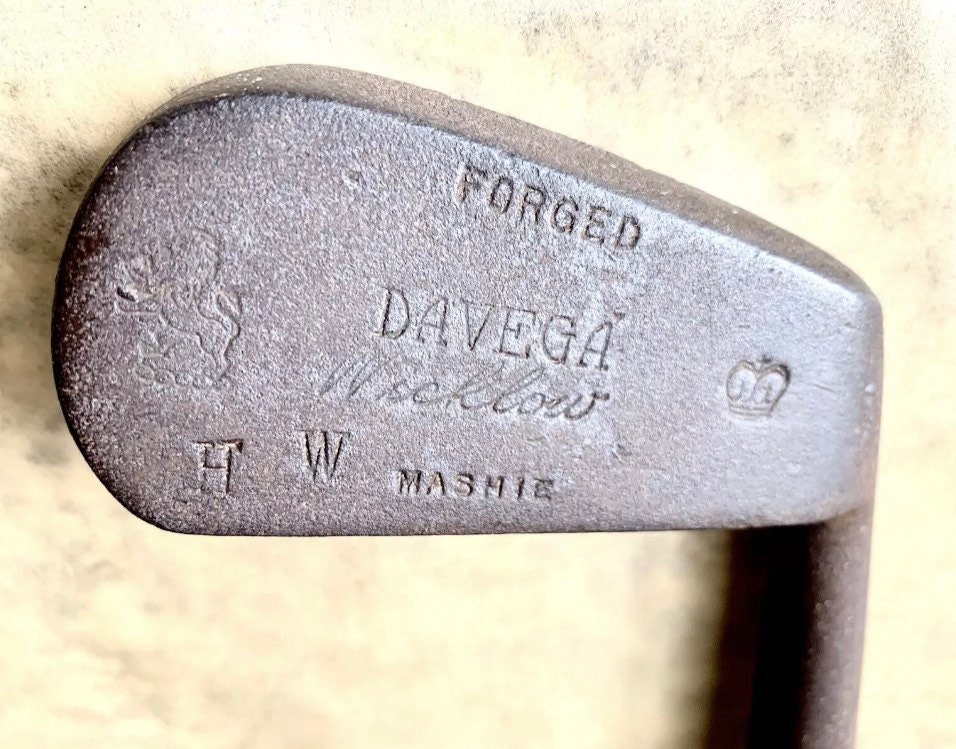 FORGED
DAVEGA
Wicklow
H W MASHIE